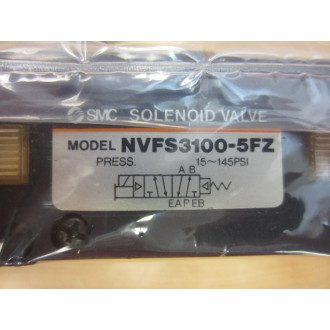 SMC SOLENOID VALVE
MODEL NVFS3100-5FZ
PRESS. 15~145PSI
A B
EA P EB